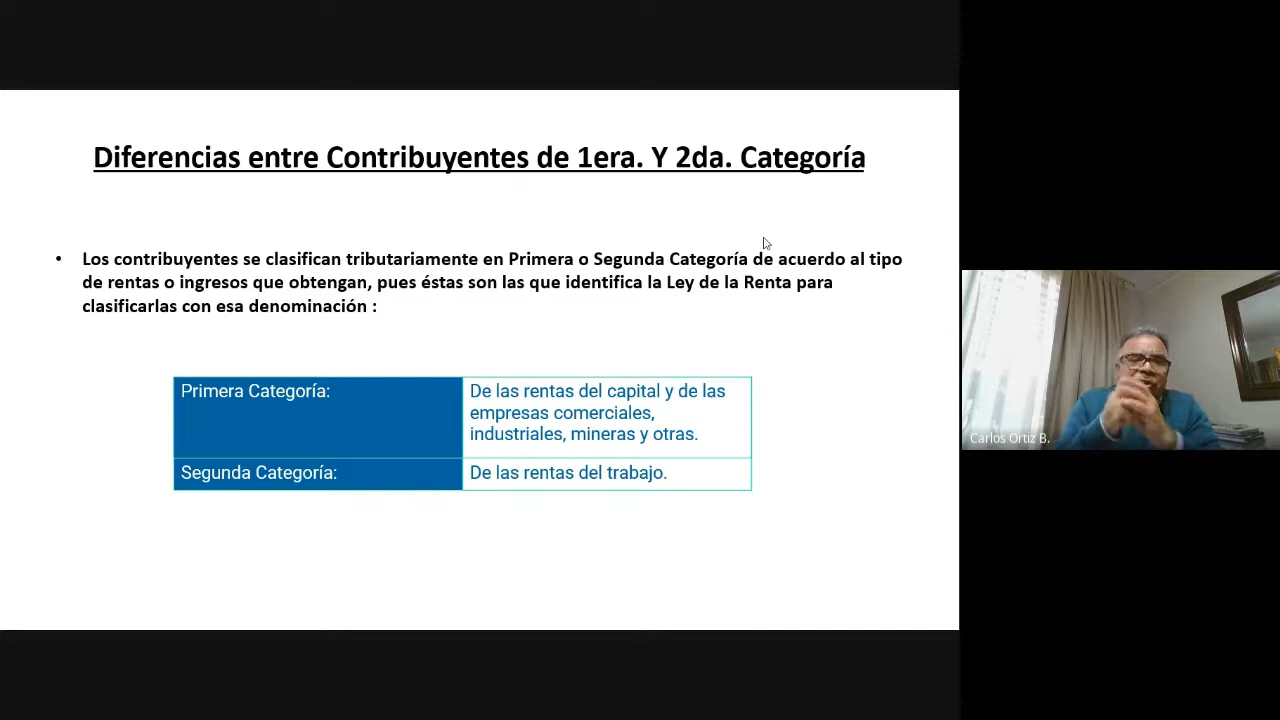 Diferencias entre Contribuyentes de 1era. Y 2da. Categoría
• Los contribuyentes se clasifican tributariamente en Primera o Segunda Categoría de acuerdo al tipo
de rentas o ingresos que obtengan, pues éstas son las que identifica la Ley de la Renta para
clasificarlas con esa denominación :
Primera Categoría:
De las rentas del capital y de las
empresas comerciales,
industriales, mineras y otras.
Segunda Categoría:
De las rentas del trabajo.
Carlos Ortiz B.